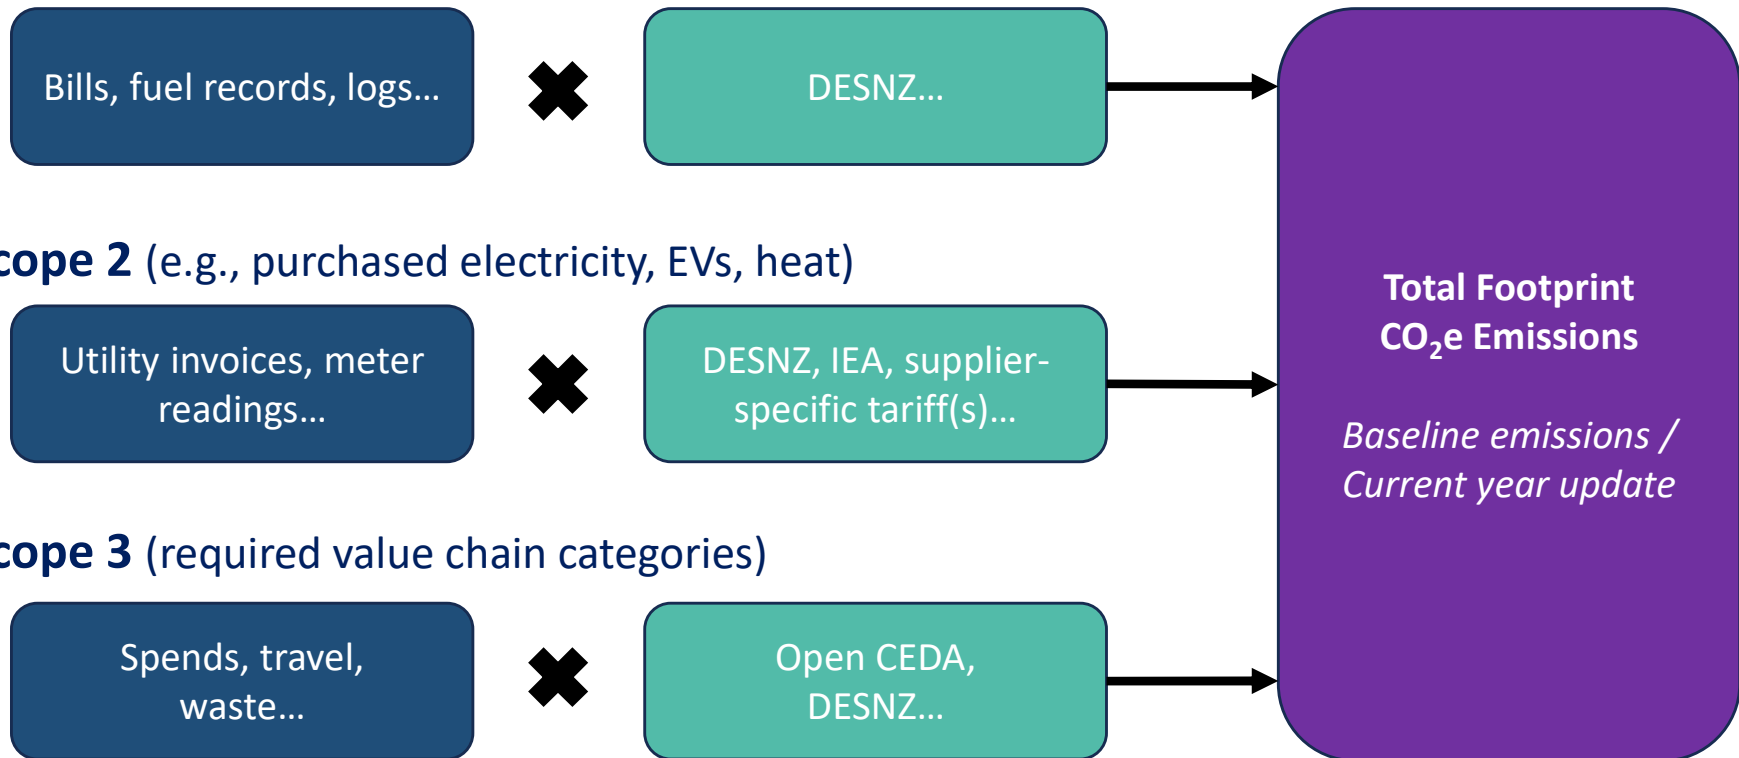 Bills, fuel records, logs…
DESNZ…
cope 2 (e.g., purchased electricity, EVs, heat)
Utility invoices, meter
readings…
DESNZ, IEA, supplier-
specific tariff(s)…
cope 3 (required value chain categories)
Spends, travel,
waste…
Open CEDA,
DESNZ…
Total Footprint
CO₂e Emissions
Baseline emissions /
Current year update